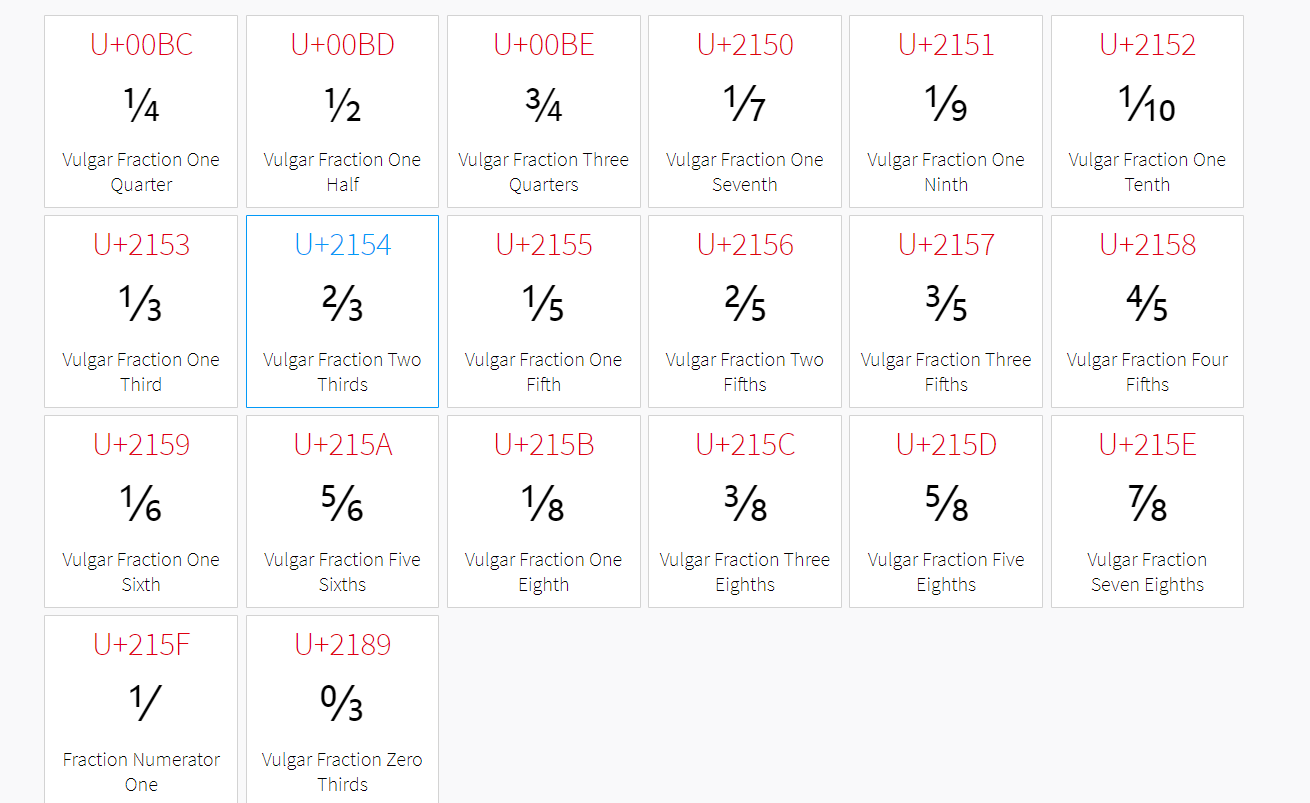 U+00BC
¼
Vulgar Fraction One
Quarter
U+00BD
½
Vulgar Fraction One
Half
U+00BE
¾
Vulgar Fraction Three
Quarters
U+2150
⅐
Vulgar Fraction One
Seventh
U+2151
⅑
Vulgar Fraction One
Ninth
U+2152
⅒
Vulgar Fraction One
Tenth
U+2153
⅓
Vulgar Fraction One
Third
U+2154
⅔
Vulgar Fraction Two
Thirds
U+2155
⅕
Vulgar Fraction One
Fifth
U+2156
⅖
Vulgar Fraction Two
Fifths
U+2157
⅗
Vulgar Fraction Three
Fifths
U+2158
⅘
Vulgar Fraction Four
Fifths
U+2159
⅙
Vulgar Fraction One
Sixth
U+215A
⅚
Vulgar Fraction Five
Sixths
U+215B
⅛
Vulgar Fraction One
Eighth
U+215C
⅜
Vulgar Fraction Three
Eighths
U+215D
⅝
Vulgar Fraction Five
Eighths
U+215E
⅞
Vulgar Fraction
Seven Eighths
U+215F
⅟
Fraction Numerator
One
U+2189
↉
Vulgar Fraction Zero
Thirds